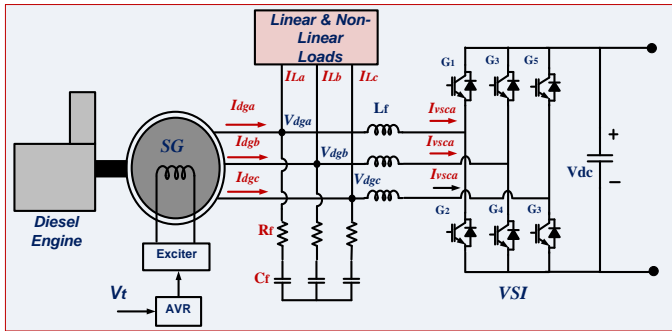 Linear & Non-
Linear
Loads
ILa
ILb
ILc
G1
G3
G5
Idga
Vdga
Lf
Ivsca
SG
Idgb
Vdgb
Ivsca
Idgc
Vdgc
Ivsca
Vdc
+
−
Diesel
Engine
Rf
G2
G4
G3
Exciter
Cf
Vt
AVR
VSI